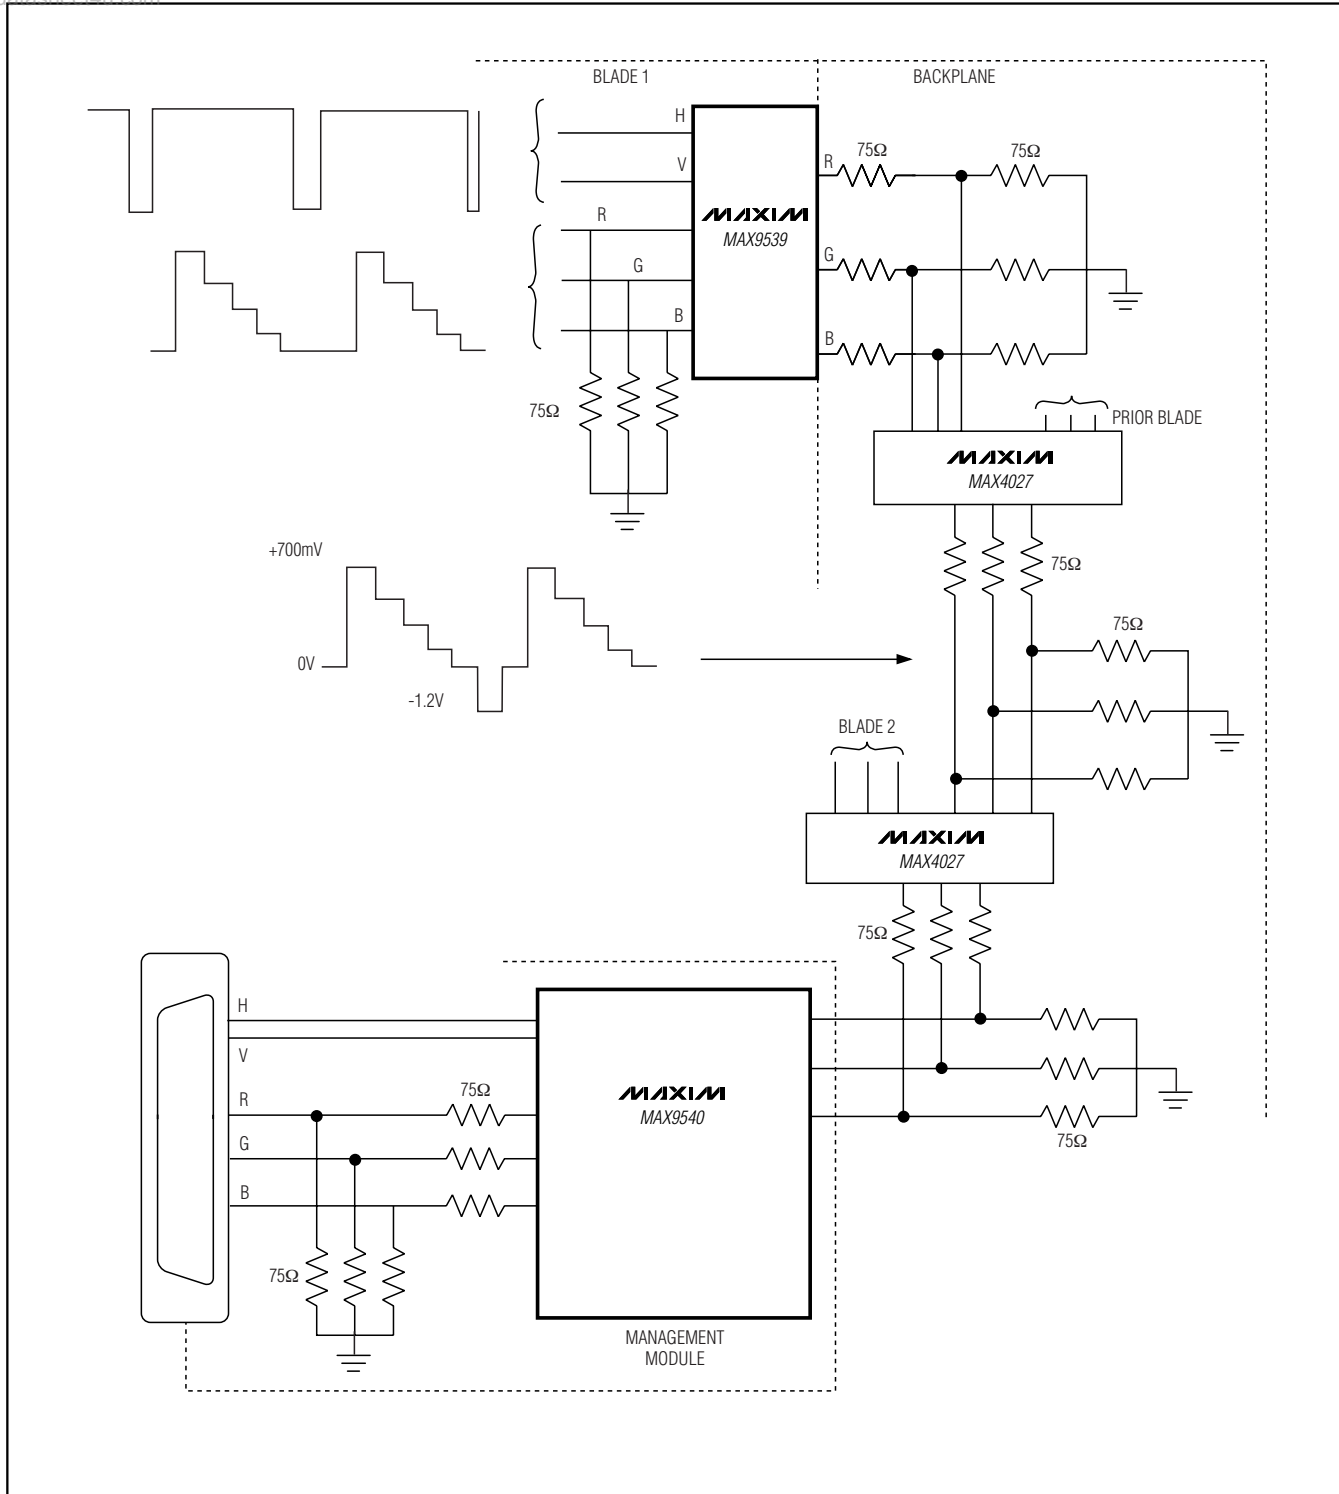 BLADE 1
BACKPLANE
H
V
R
G
B
MAXIM
MAX9539
R
75Ω
75Ω
G
B
75Ω
PRIOR BLADE
MAXIM
MAX4027
75Ω
+700mV
0V
-1.2V
75Ω
BLADE 2
MAXIM
MAX4027
75Ω
H
V
R
75Ω
G
B
MAXIM
MAX9540
75Ω
75Ω
MANAGEMENT
MODULE